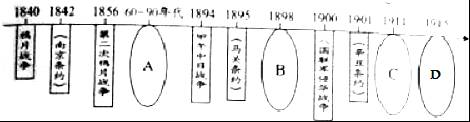 1840 1842 1856 60-90年代 1894 1895 1898 1900 1901 1911 1915
鸦片战争
《南京条约》
第二次鸦片战争
A
甲午中日战争
《马关条约》
B
八国联军侵华战争
《辛丑条约》
C
D